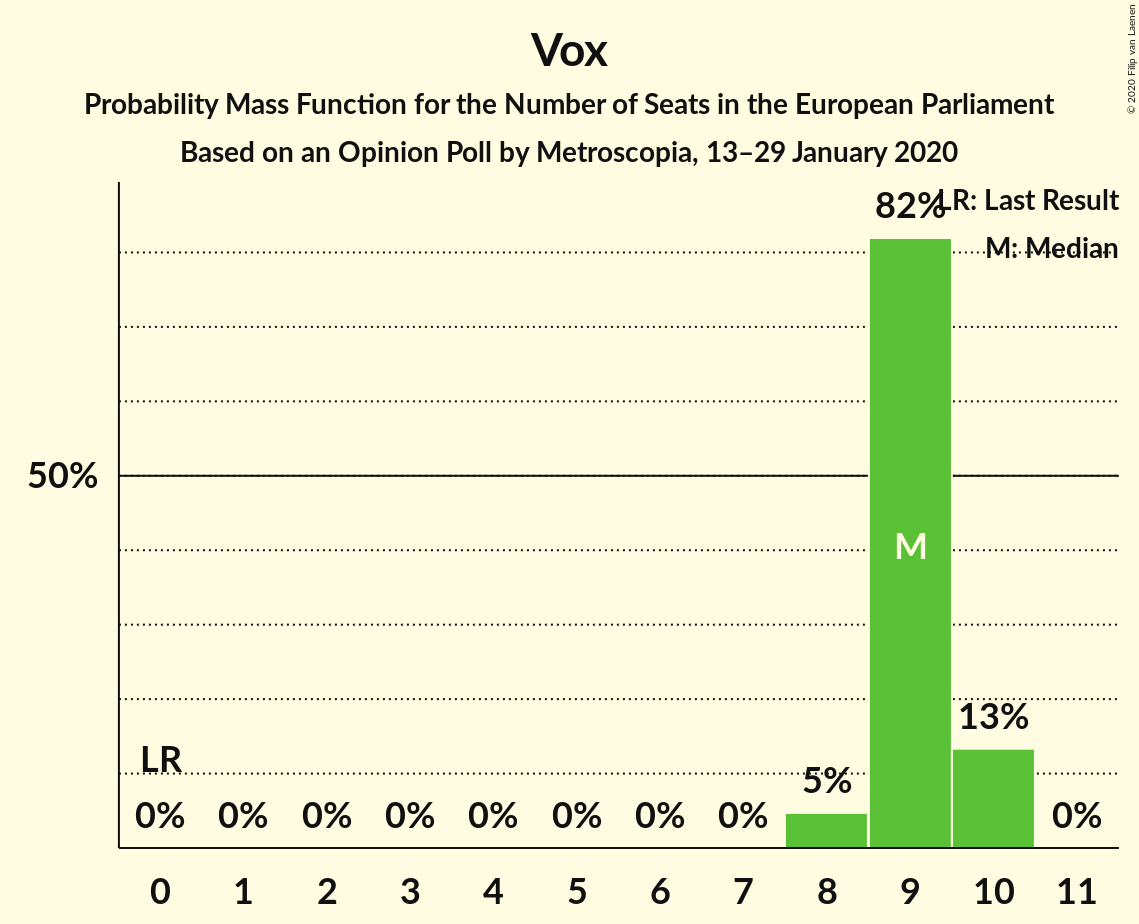 Vox
Probability Mass Function for the Number of Seats in the European Parliament
Based on an Opinion Poll by Metroscopia, 13–29 January 2020
© 2020 Filip van Laenen
LR: Last Result
M: Median
82%
50%
M
13%
LR
5%
0% 0% 0% 0% 0% 0% 0% 0% 0%
0 1 2 3 4 5 6 7 8 9 10 11